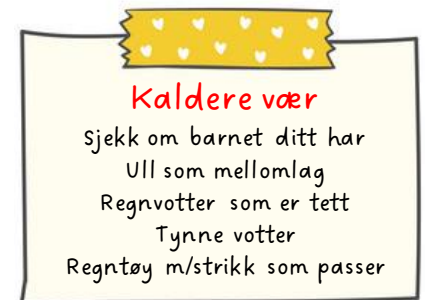 Kaldere vær
Sjekk om barnet ditt har
Ull som mellomlag
Regnvotter som er tett
Tynne votter
Regntøy m/strikk som passer